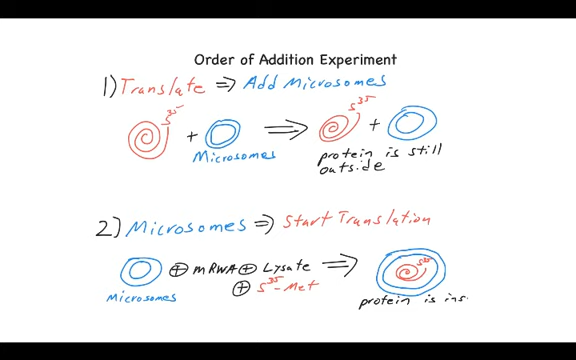 Order of Addition Experiment
1) Translate ⇒ Add Microsomes
S35 S35
+ ⇒ +
Microsomes
protein is still
outside
2) Microsomes ⇒ Start Translation
⊕ mRNA ⊕ Lysate ⇒ S35
⊕ S35-Met
Microsomes
protein is ins